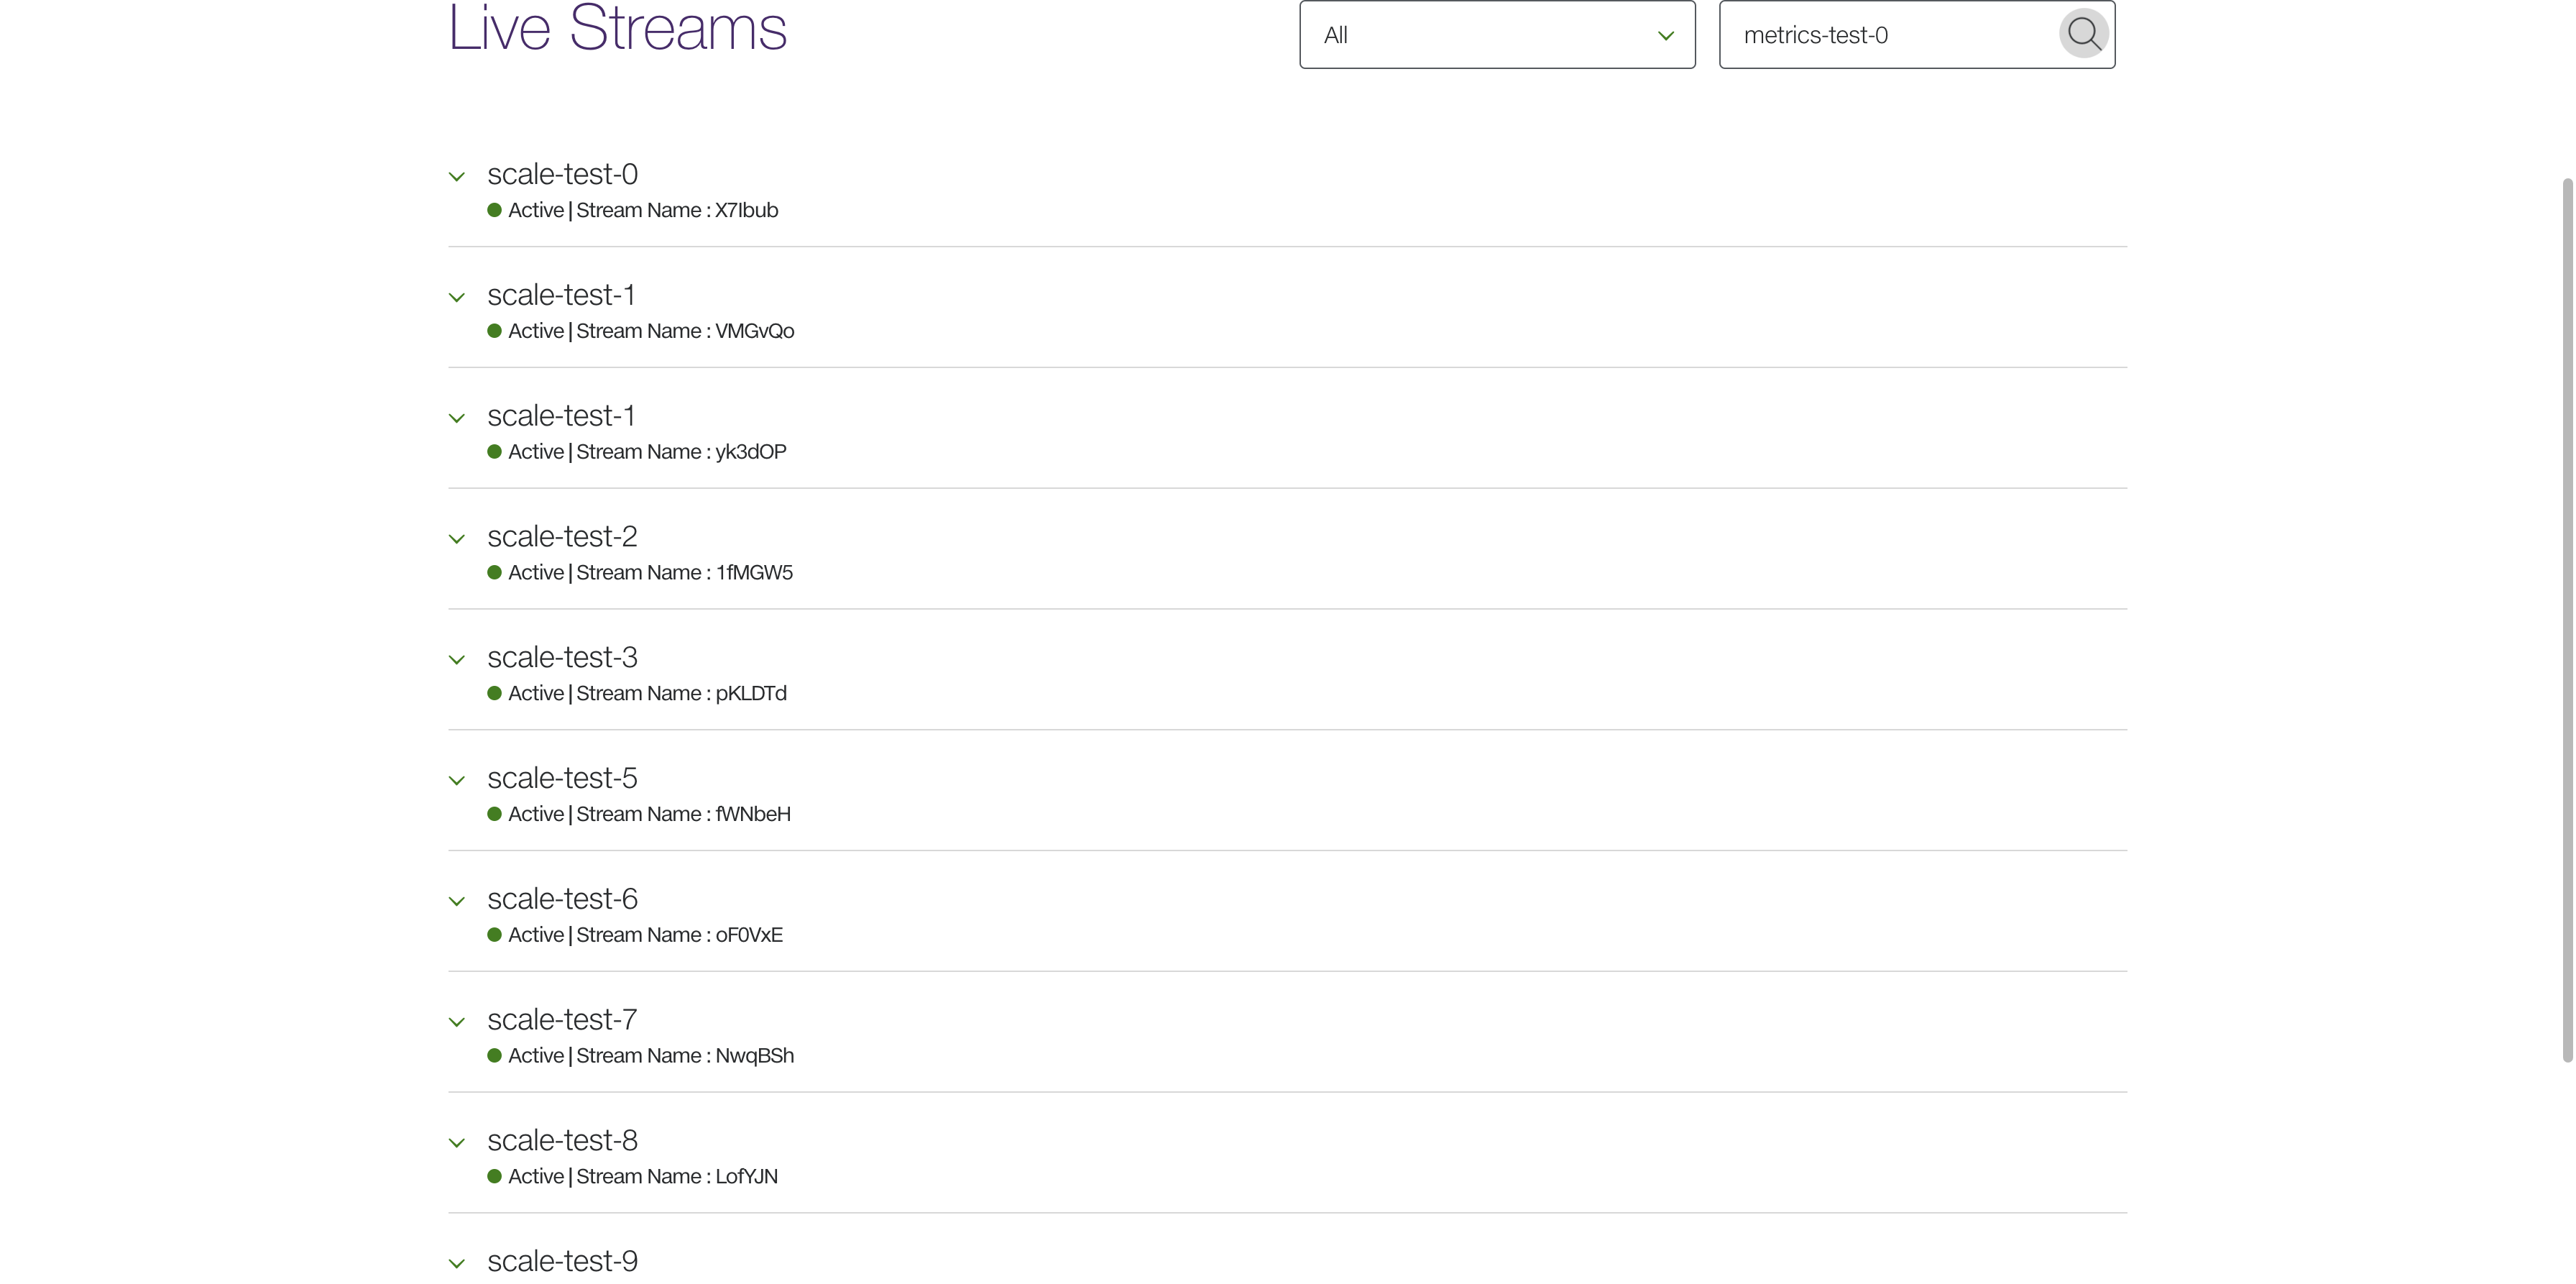 Live Streams
All
metrics-test-0
scale-test-0
Active | Stream Name : X7Ibub
scale-test-1
Active | Stream Name : VMGvQo
scale-test-1
Active | Stream Name : yk3dOP
scale-test-2
Active | Stream Name : 1fMGW5
scale-test-3
Active | Stream Name : pKLDTd
scale-test-5
Active | Stream Name : fWNbeH
scale-test-6
Active | Stream Name : oF0VxE
scale-test-7
Active | Stream Name : NwqBSh
scale-test-8
Active | Stream Name : LofYJN
scale-test-9